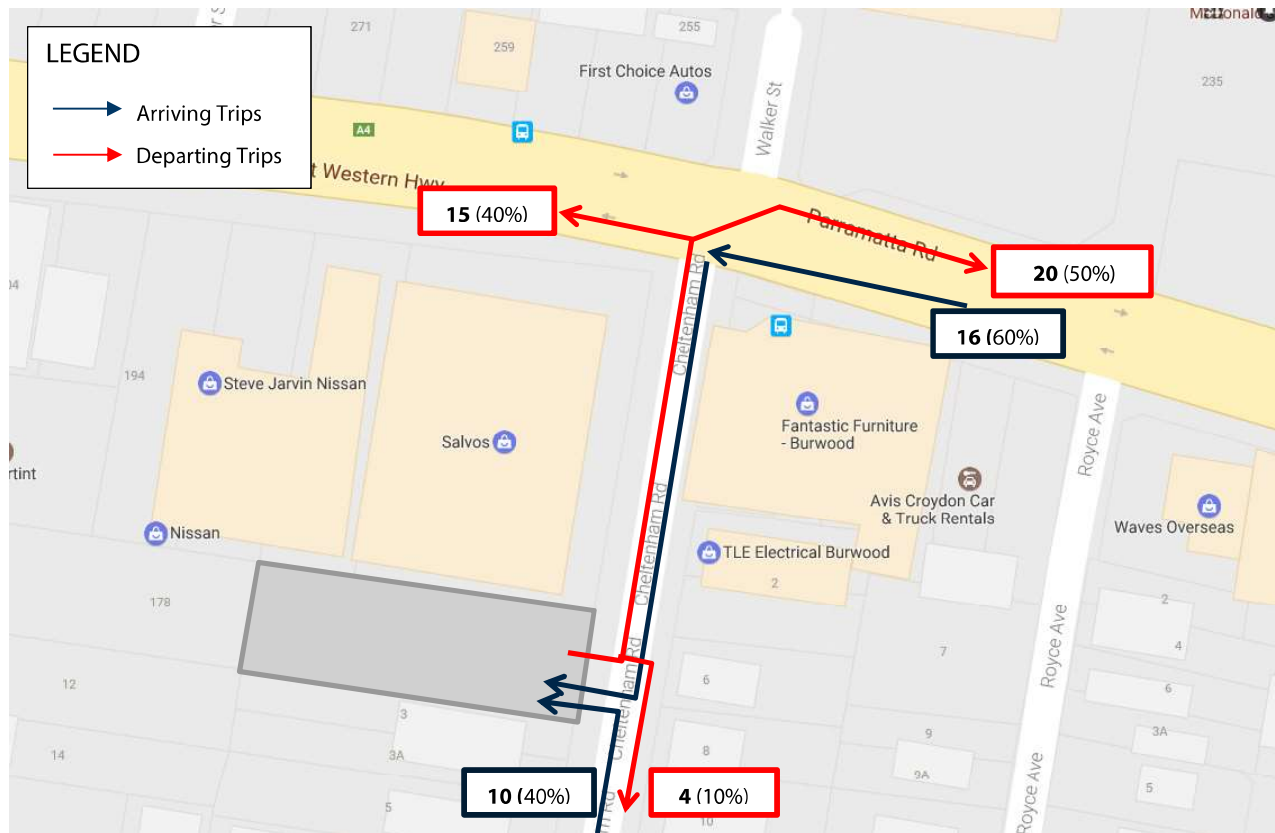 LEGEND
Arriving Trips
Departing Trips
271
259
255
First Choice Autos
235
A4
Walker St
t Western Hwy
15 (40%)
Parramatta Rd
20 (50%)
16 (60%)
Cheltenham Rd
194
Steve Jarvin Nissan
Salvos
Fantastic Furniture
- Burwood
Royce Ave
rtint
Avis Croydon Car
& Truck Rentals
Waves Overseas
Nissan
Cheltenham Rd
TLE Electrical Burwood
2
178
2
7
4
Royce Ave
12
6
6
Cheltenham Rd
3
3A
9
3A
14
8
9A
5
Royce Ave
10 (40%)
4 (10%)
5
10
m Rd